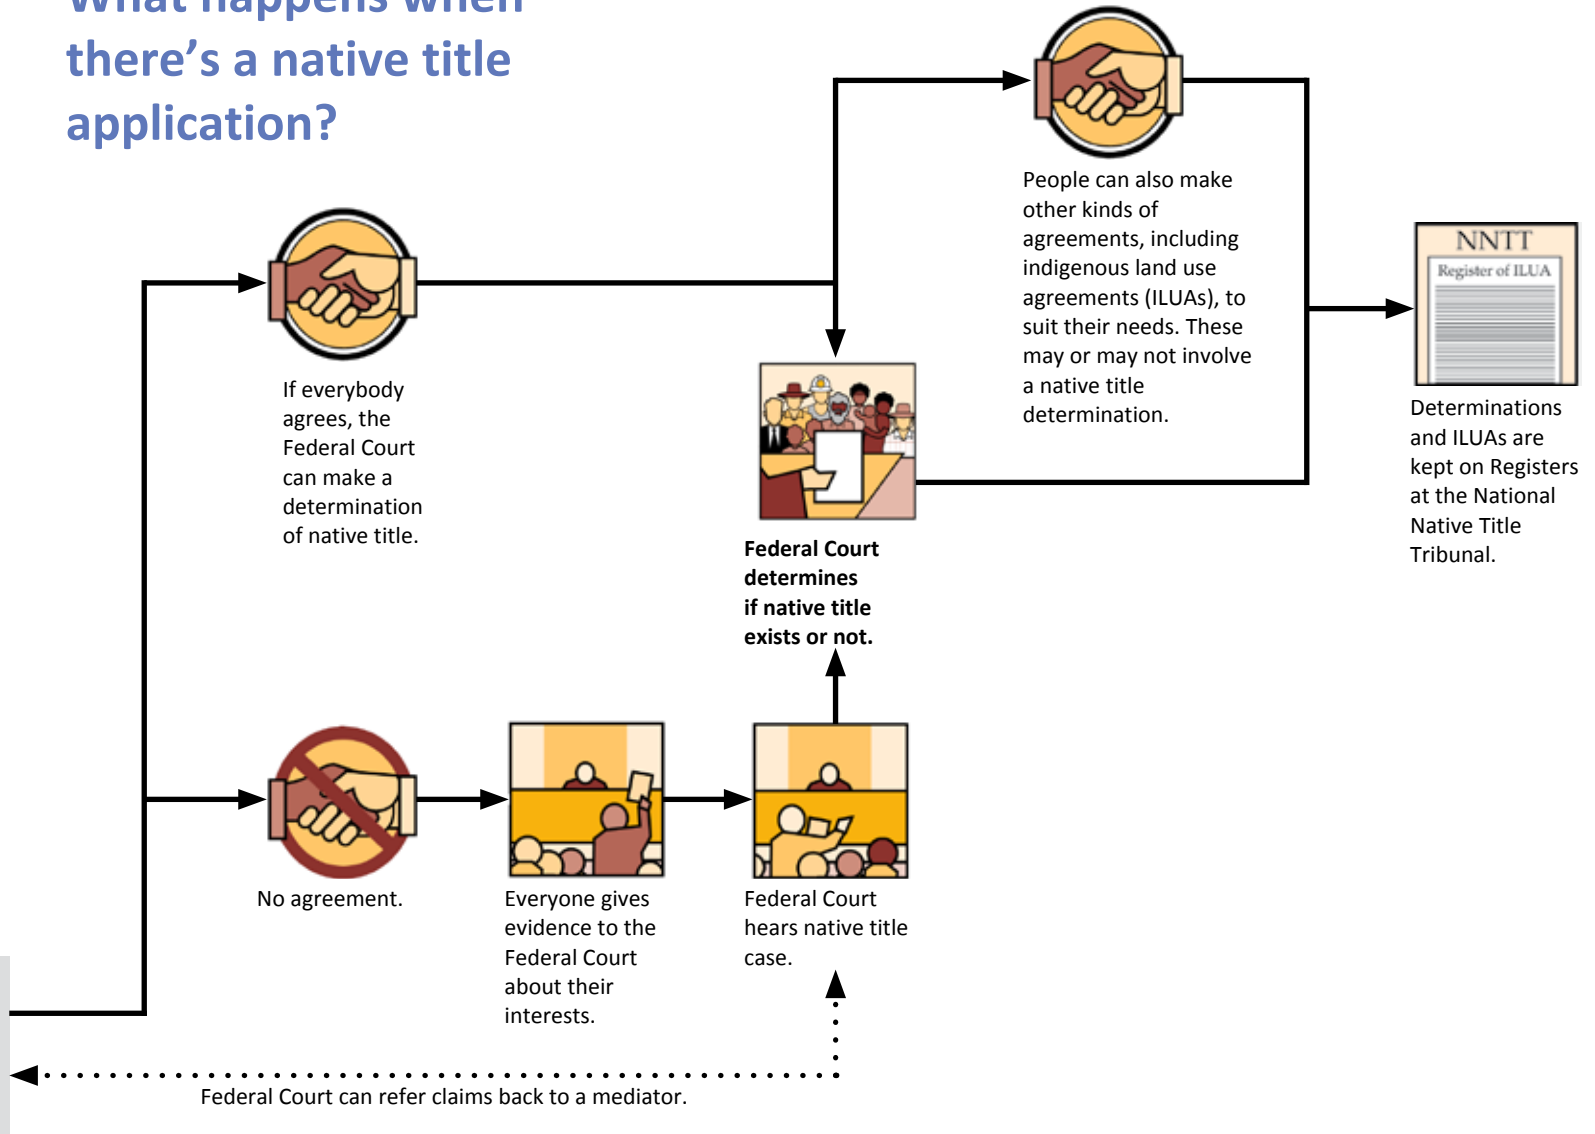 What happens when
there’s a native title
application?
People can also make
other kinds of
agreements, including
indigenous land use
agreements (ILUAs), to
suit their needs. These
may or may not involve
a native title
determination.
NNTT
Register of ILUA
Determinations
and ILUAs are
kept on Registers
at the National
Native Title
Tribunal.
If everybody
agrees, the
Federal Court
can make a
determination
of native title.
Federal Court
determines
if native title
exists or not.
No agreement.
Everyone gives
evidence to the
Federal Court
about their
interests.
Federal Court
hears native title
case.
Federal Court can refer claims back to a mediator.